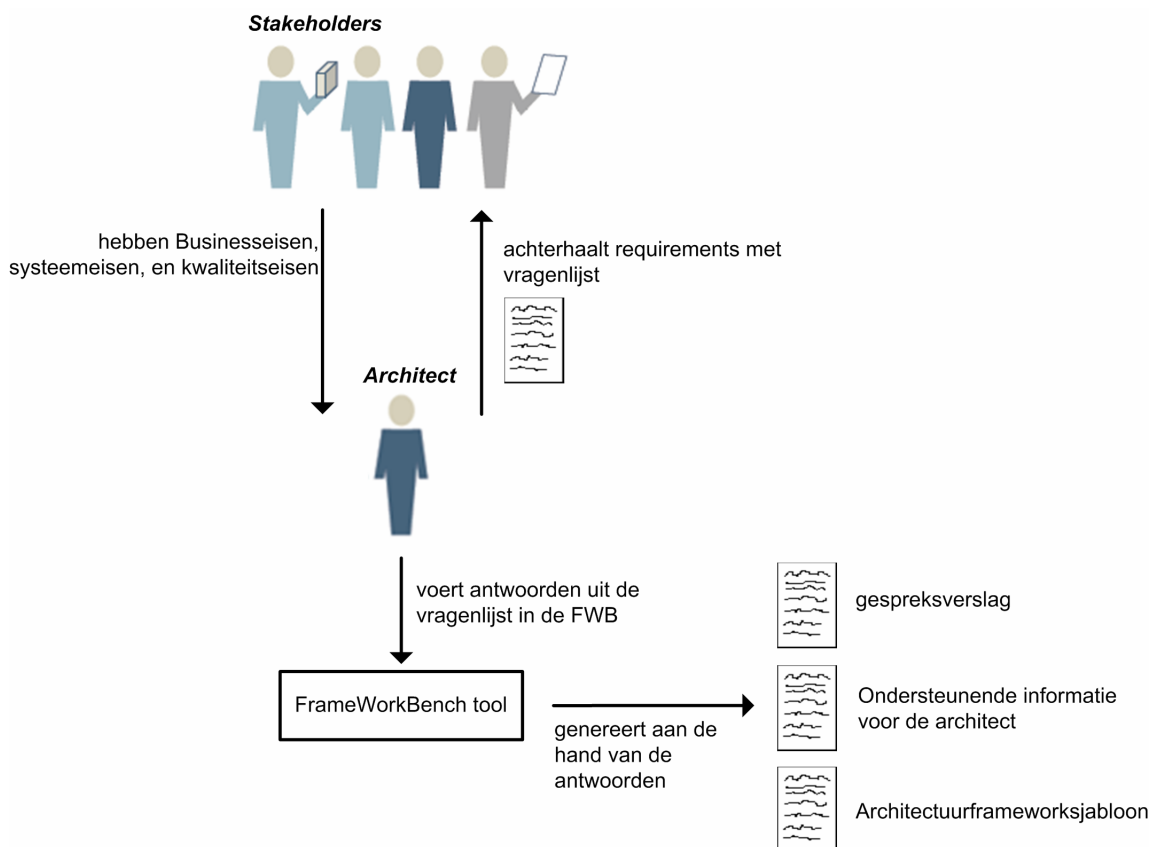 Stakeholders
hebben Businesseisen,
systeemeisen, en kwaliteitseisen
achterhaalt requirements met
vragenlijst
Architect
voert antwoorden uit de
vragenlijst in de FWB
FrameWorkBench tool
genereert aan de
hand van de
antwoorden
gespreksverslag
Ondersteunende informatie
voor de architect
Architectuurframeworksjabloon